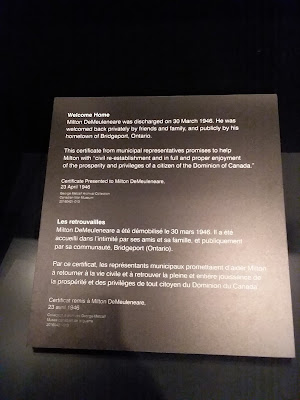 Welcome Home
Milton DeMeuleneare was discharged on 30 March 1946. He was
welcomed back privately by friends and family, and publicly by his
hometown of Bridgeport, Ontario.
This certificate from municipal representatives promises to help
Milton with "civil re-establishment and in full and proper enjoyment
of the prosperity and privileges of a citizen of the Dominion of Canada."
Certificate Presented to Milton DeMeuleneare,
23 April 1946
George Metcalf Archival Collection
Canadian War Museum
Les retrouvailles
Milton DeMeuleneare a été démobilisé le 30 mars 1946. Il a été
accueilli dans l'intimité par ses amis et sa famille, et publiquement
par sa communauté, Bridgeport (Ontario).
Par ce certificat, les représentants municipaux promettaient d'aider Milton
à retourner à la vie civile et à retrouver la pleine et entière jouissance de
la prospérité et des privilèges de tout citoyen du Dominion du Canada.
Certificat remis à Milton DeMeuleneare,
23 avril 1946